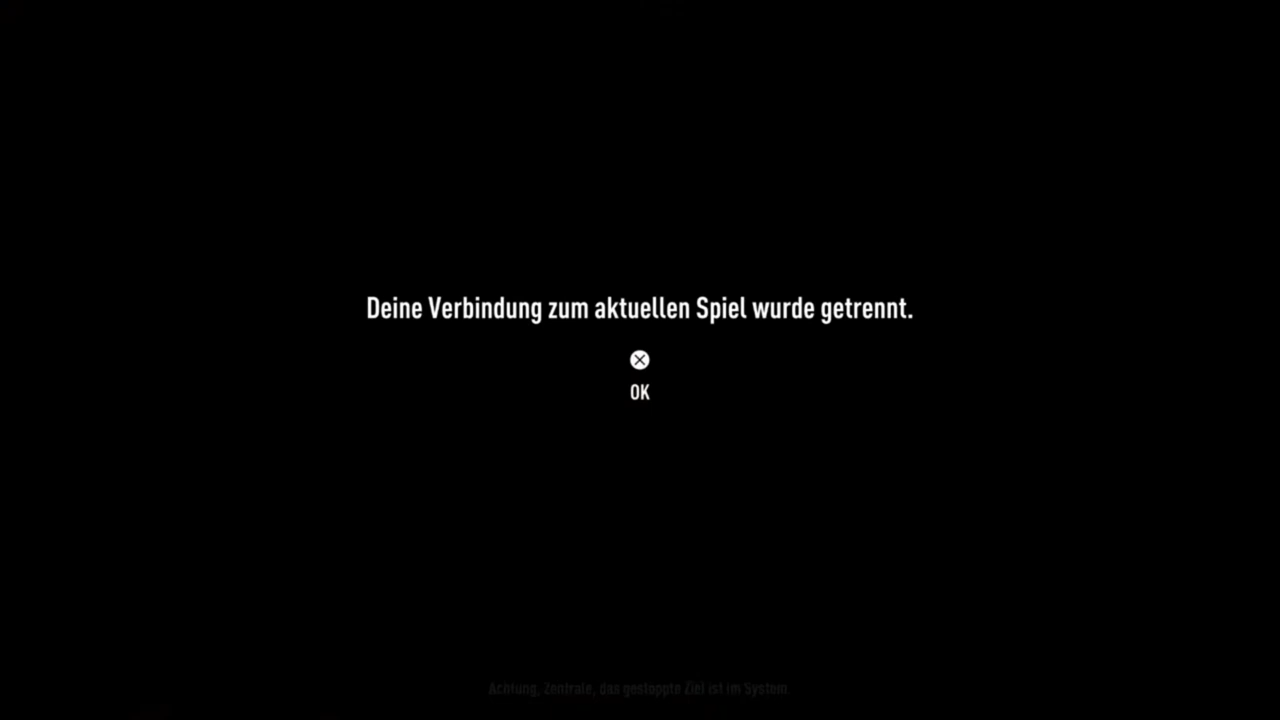 Deine Verbindung zum aktuellen Spiel wurde getrennt.
OK
Achtung, Zentrale, das gestoppte Ziel ist im System.